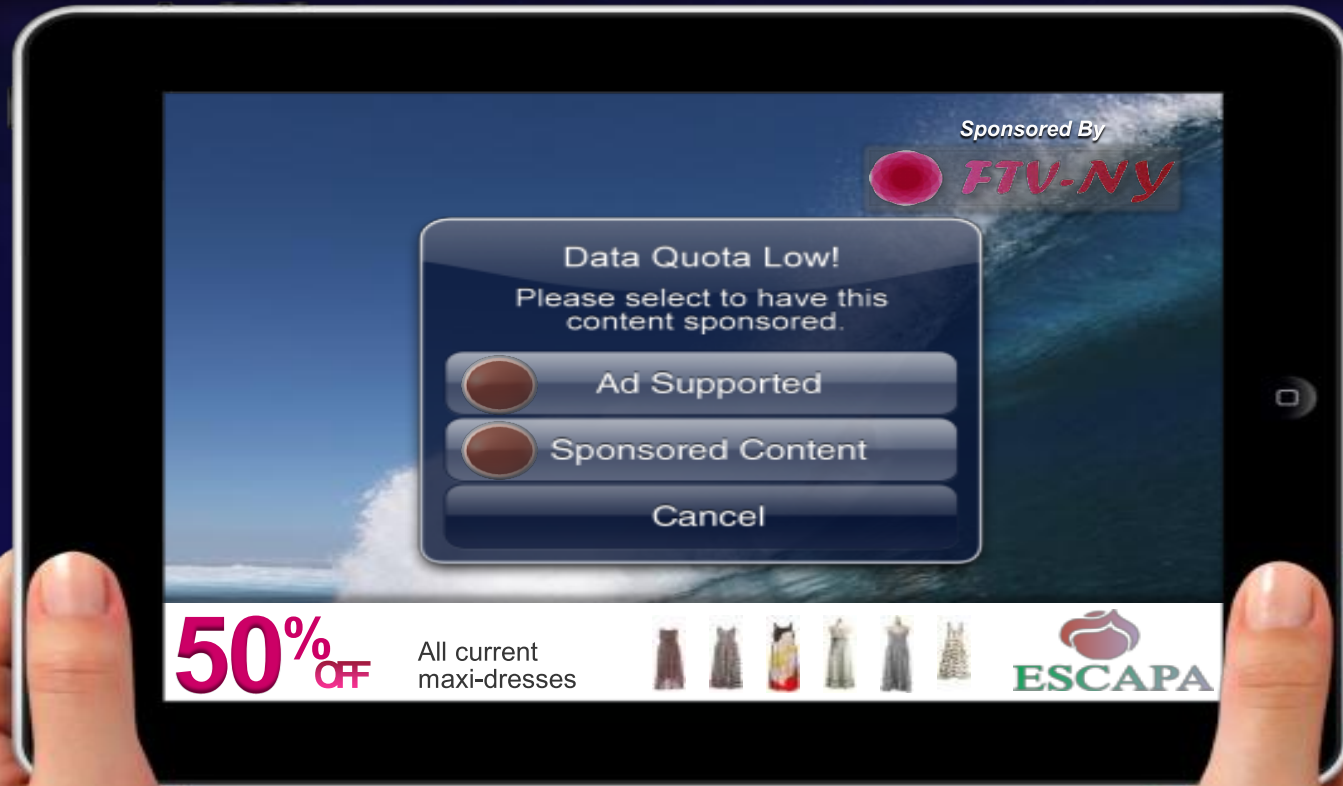 Sponsored By
FTV-NY
Data Quota Low!
Please select to have this
content sponsored.
Ad Supported
Sponsored Content
Cancel
50% OFF
All current
maxi-dresses
ESCAPA